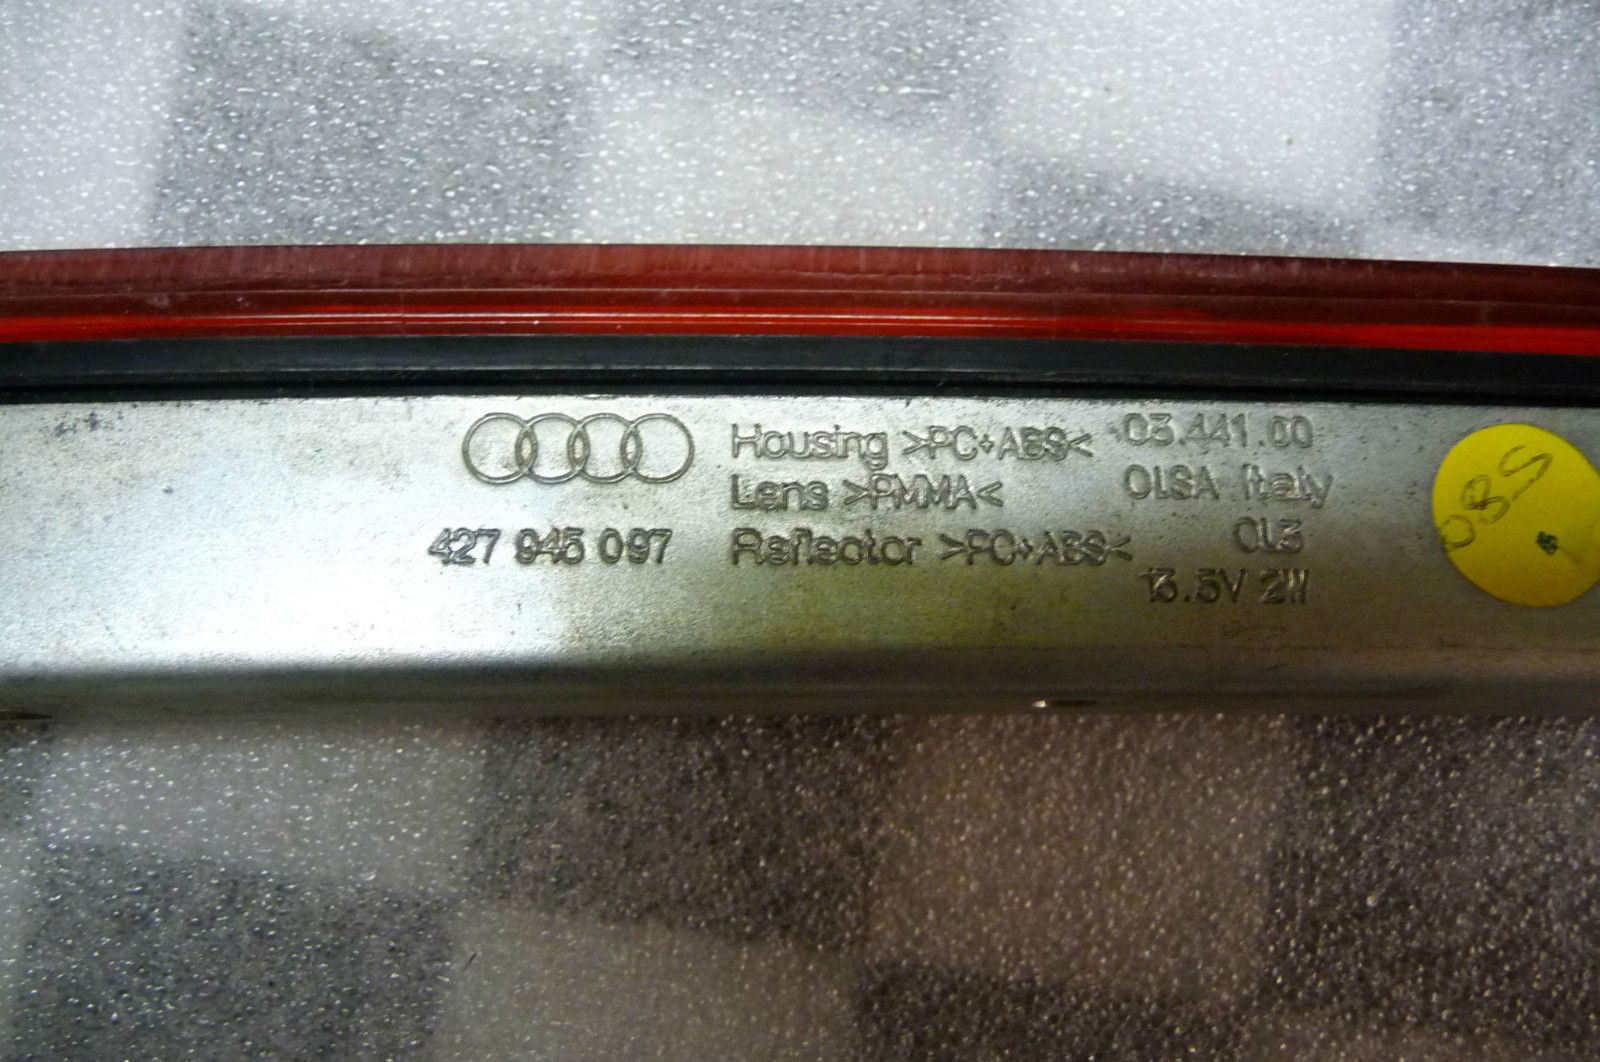 Housing >PC+ABS< 03.441.00
Lens >PMMA< OLSA Italy
427 945 097 Reflector >PC+ABS< OL3
13.5V 2W